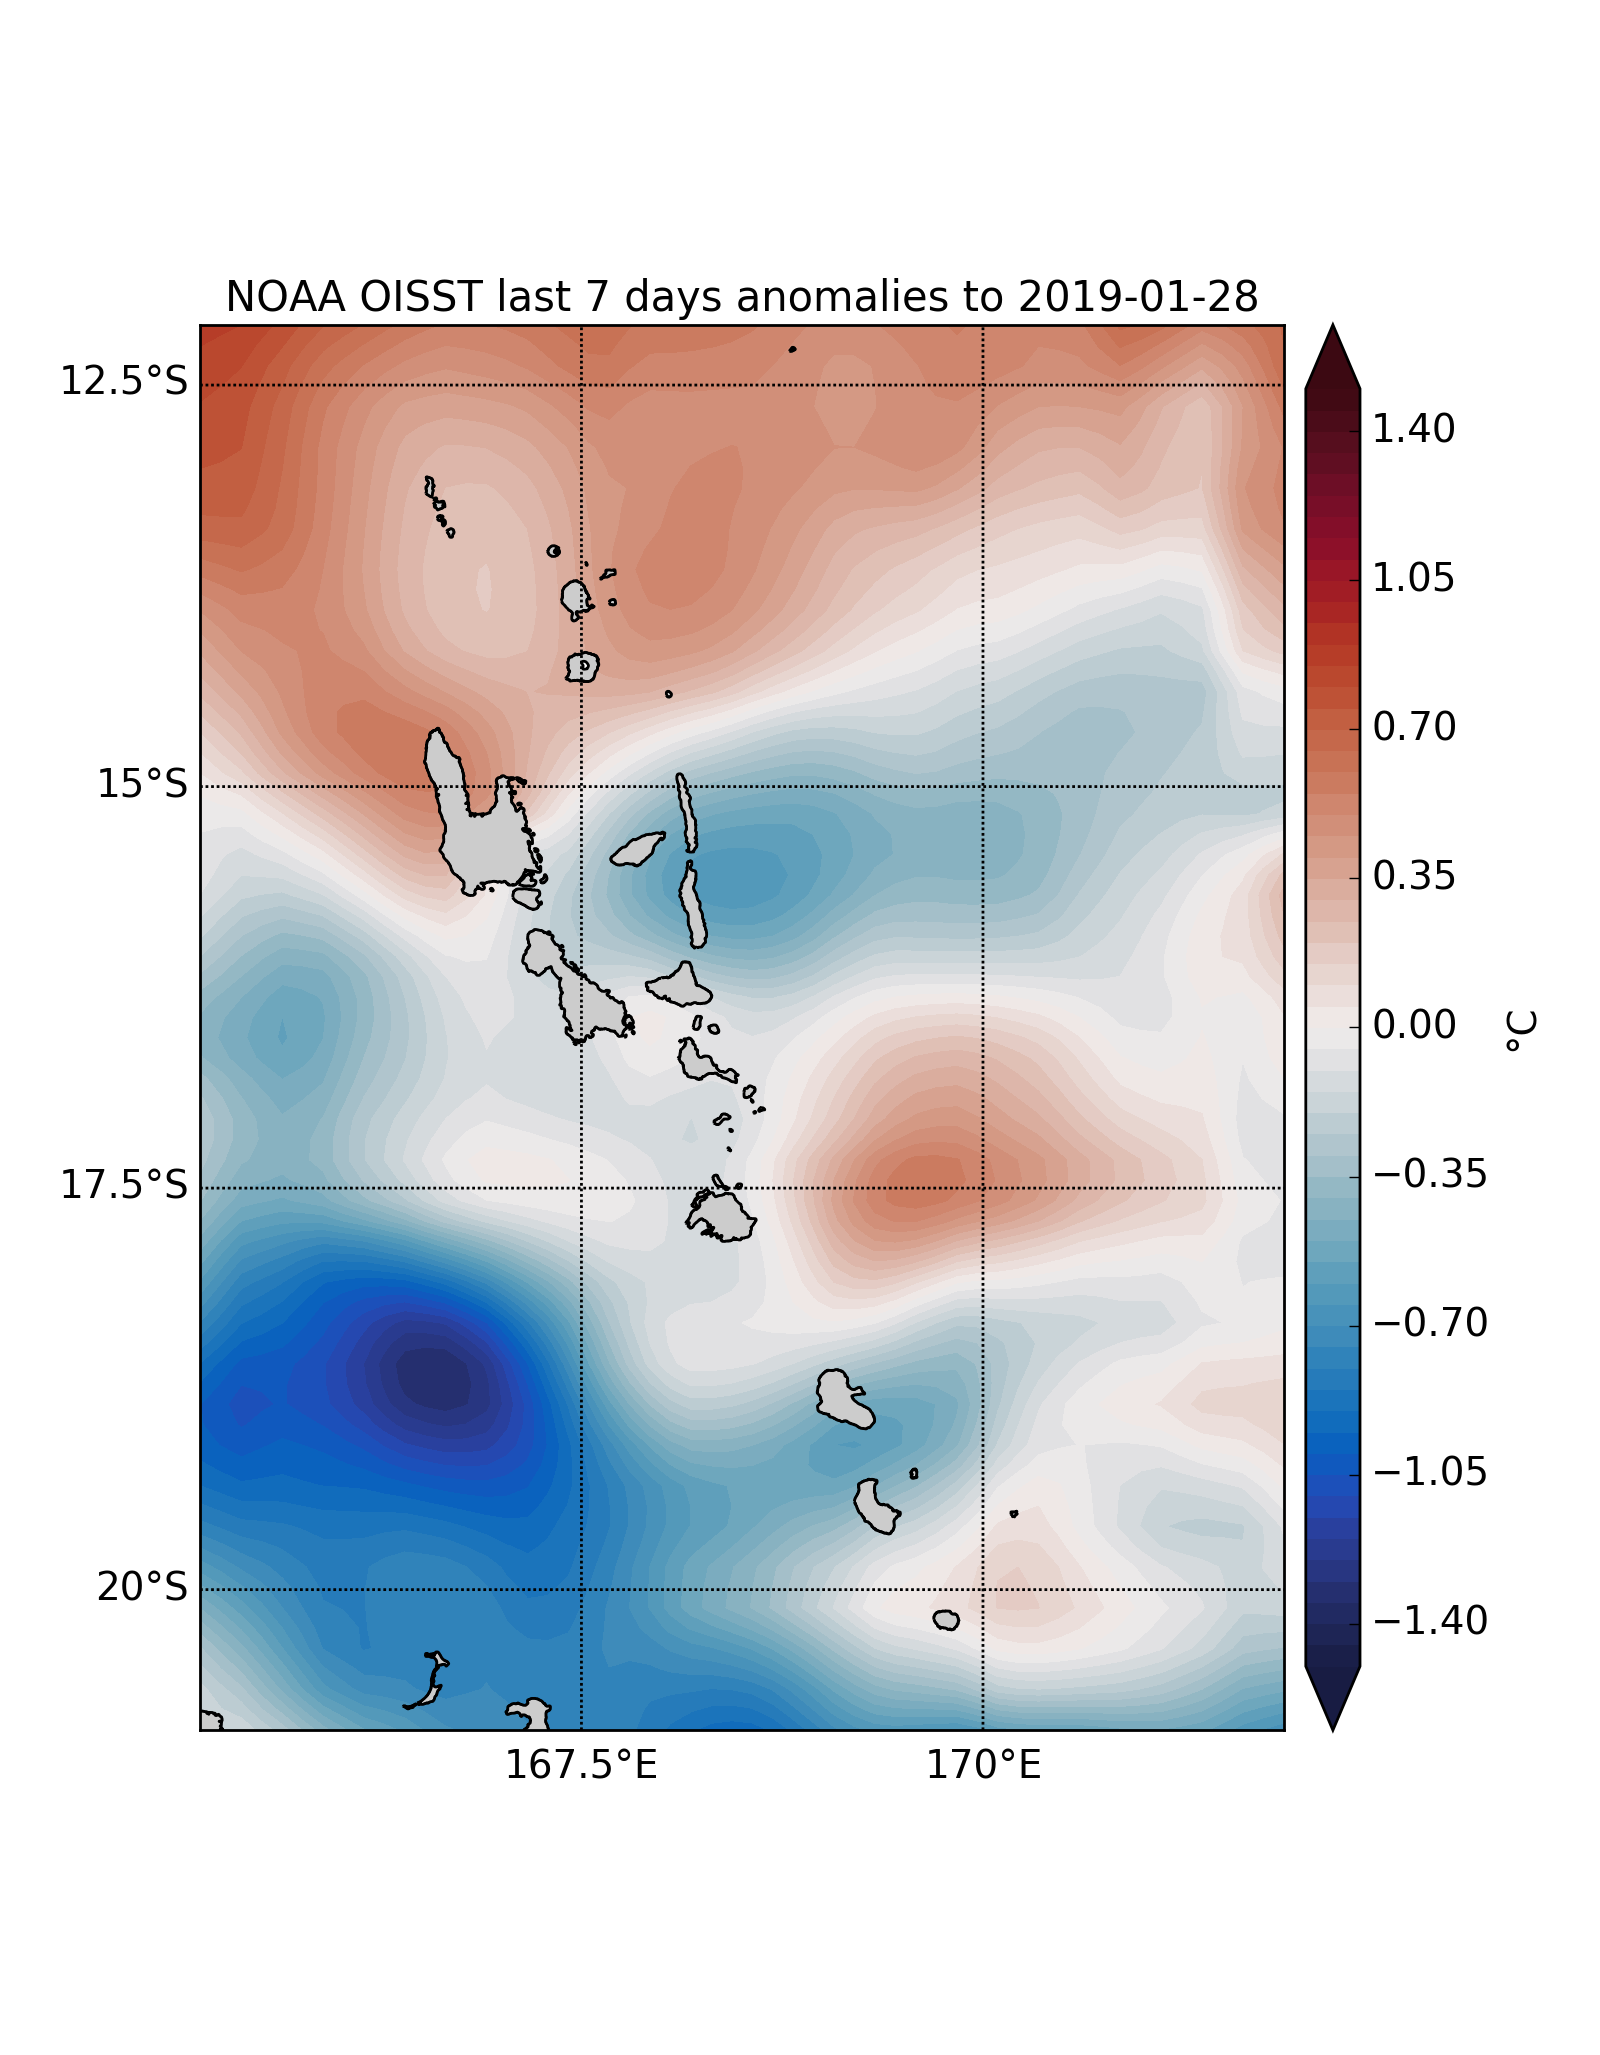 NOAA OISST last 7 days anomalies to 2019-01-28
12.5°S
15°S
17.5°S
20°S
167.5°E
170°E
1.40
1.05
0.70
0.35
0.00
−0.35
−0.70
−1.05
−1.40
°C